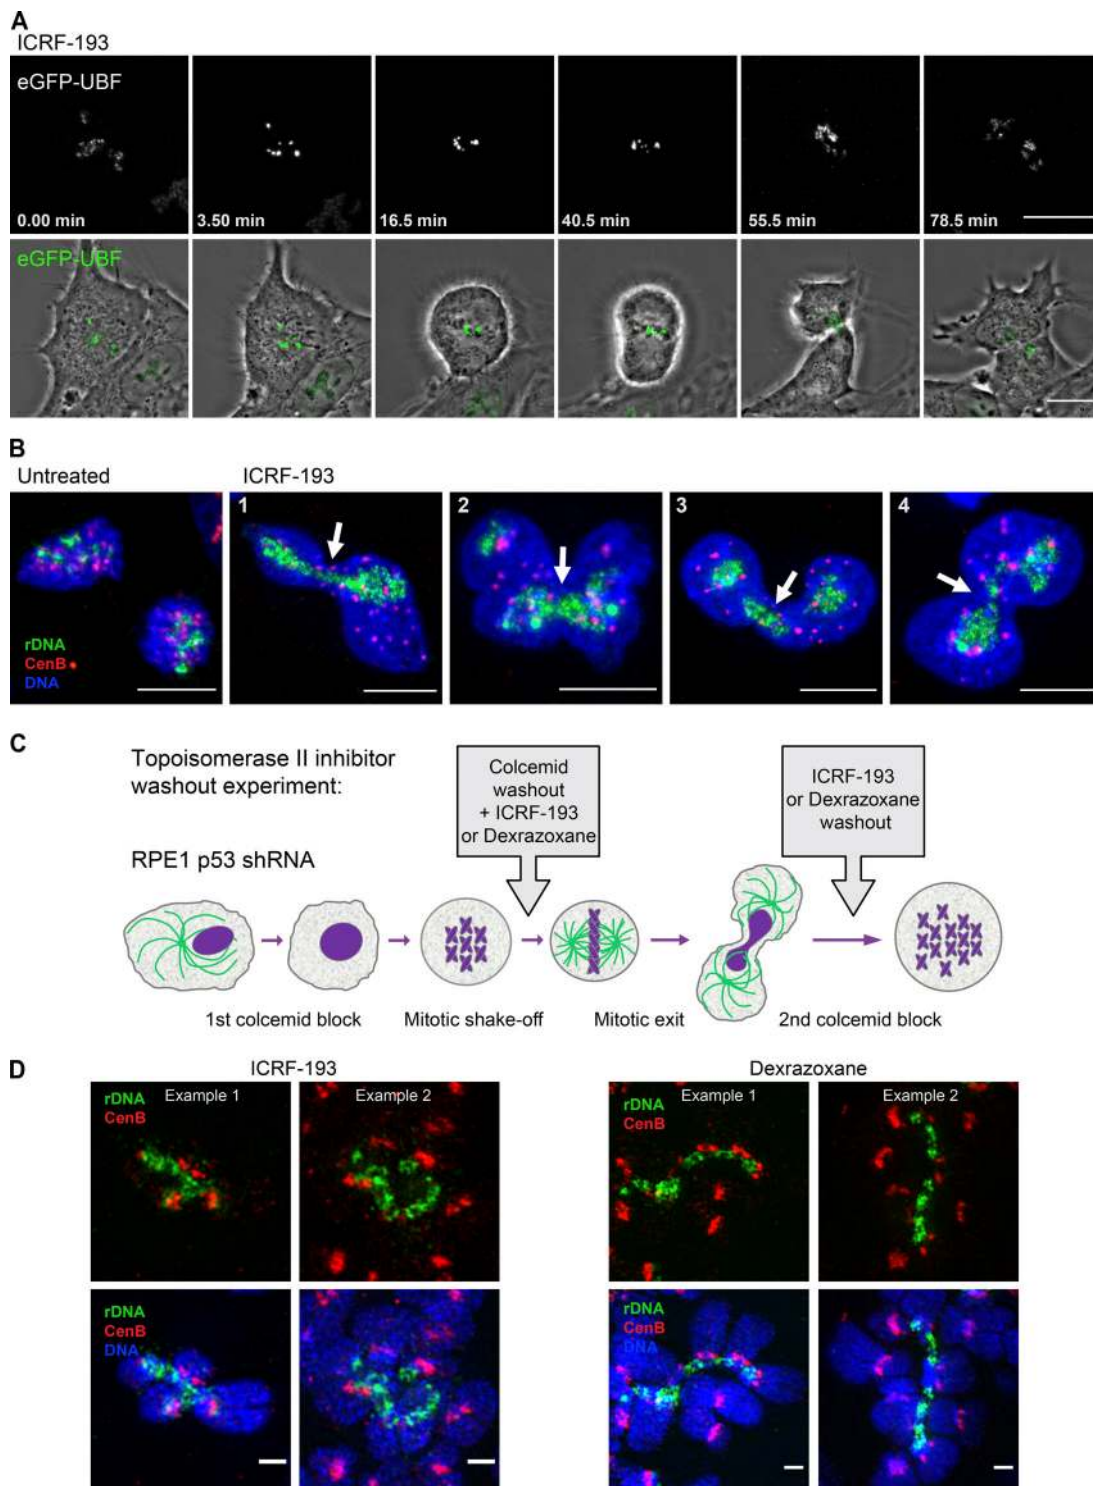 A
ICRF-193
eGFP-UBF
0.00 min
3.50 min
16.5 min
40.5 min
55.5 min
78.5 min
eGFP-UBF
B
Untreated
ICRF-193
1
2
3
4
rDNA
CenB
DNA
C
Topoisomerase II inhibitor
washout experiment:
RPE1 p53 shRNA
Colcemid
washout
+ ICRF-193
or Dexrazoxane
ICRF-193
or Dexrazoxane
washout
1st colcemid block
Mitotic shake-off
Mitotic exit
2nd colcemid block
D
ICRF-193
Dexrazoxane
rDNA
CenB
Example 1
Example 2
rDNA
CenB
Example 1
Example 2
rDNA
CenB
DNA
rDNA
CenB
DNA